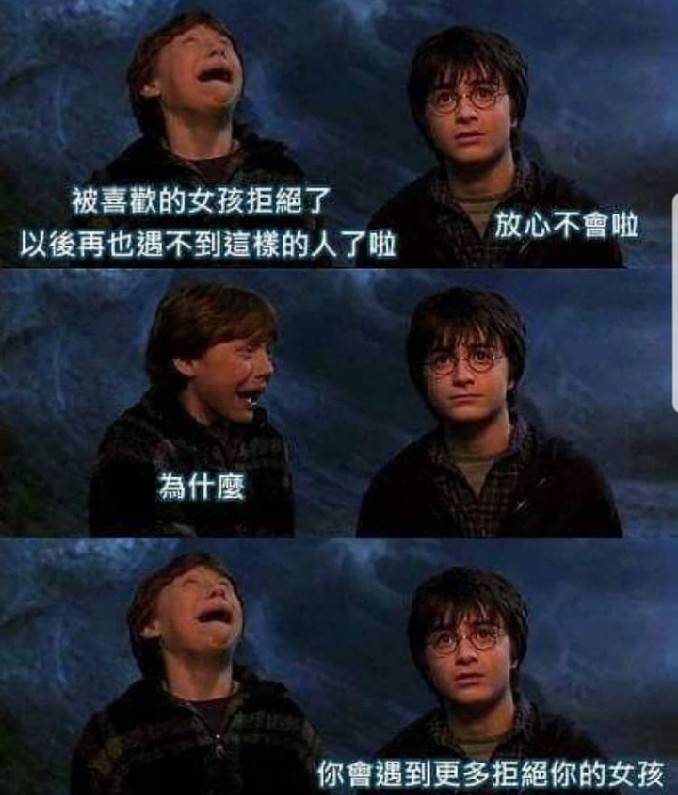 被喜歡的女孩拒絕了
以後再也遇不到這樣的人了啦
放心不會啦
為什麼
你會遇到更多拒絕你的女孩